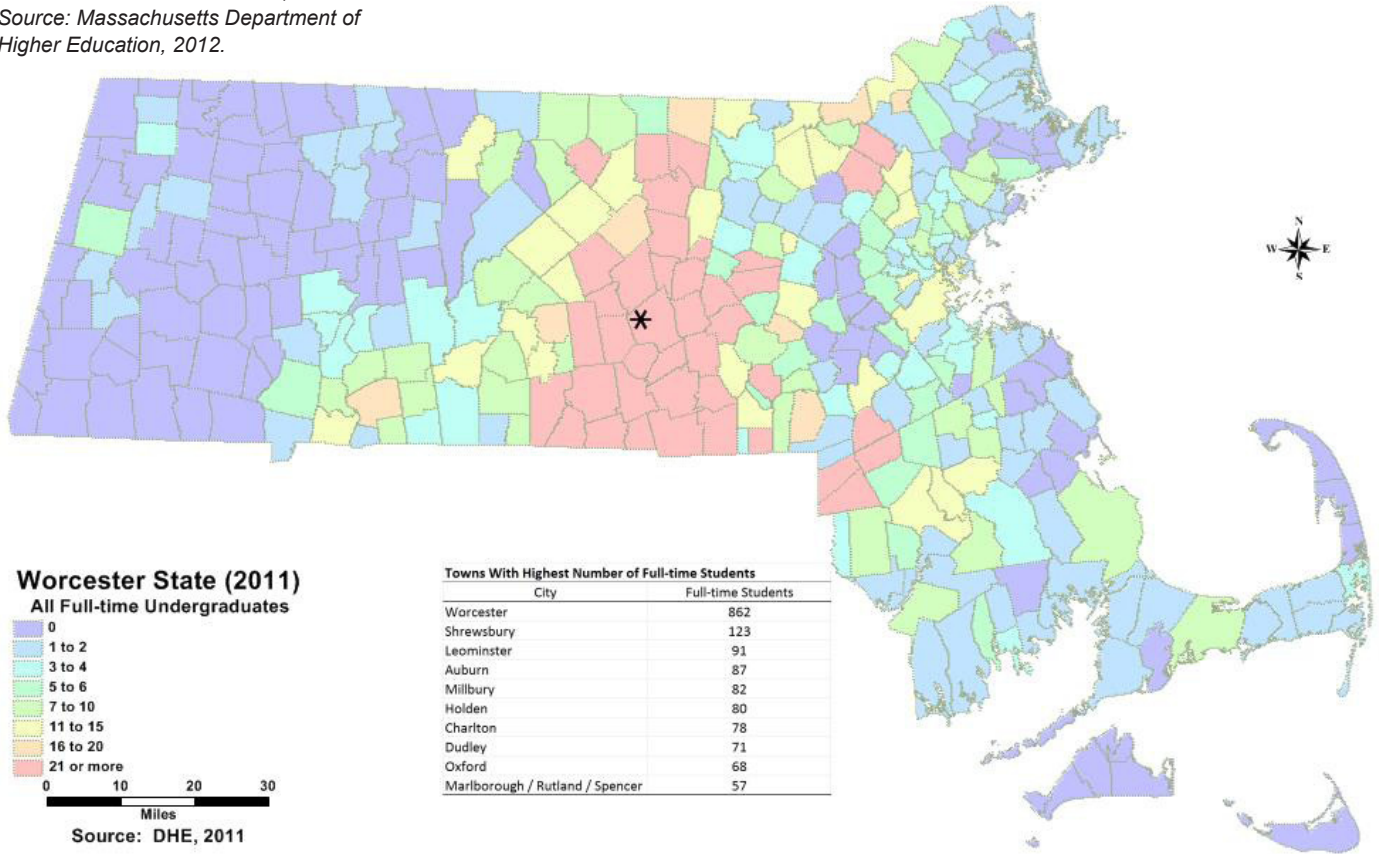 Source: Massachusetts Department of
Higher Education, 2012.
N
W E
S
Worcester State (2011)
All Full-time Undergraduates
0
1 to 2
3 to 4
5 to 6
7 to 10
11 to 15
16 to 20
21 or more
0 10 20 30
Miles
Source: DHE, 2011
Towns With Highest Number of Full-time Students
City Full-time Students
Worcester 862
Shrewsbury 123
Leominster 91
Auburn 87
Millbury 82
Holden 80
Charlton 78
Dudley 71
Oxford 68
Marlborough / Rutland / Spencer 57